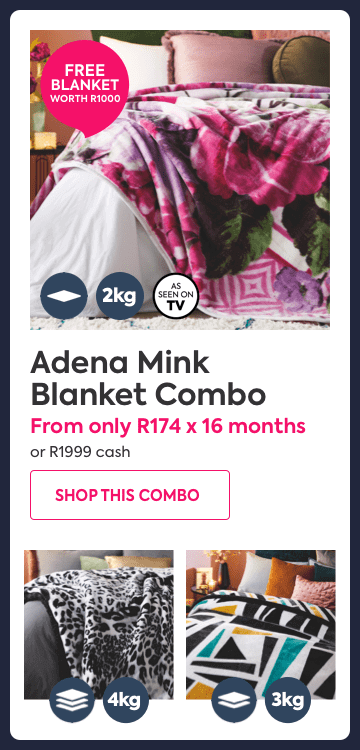 FREE
BLANKET
WORTH R1000
2kg
AS
SEEN ON
TV
Adena Mink
Blanket Combo
From only R174 x 16 months
or R1999 cash
SHOP THIS COMBO
4kg
3kg